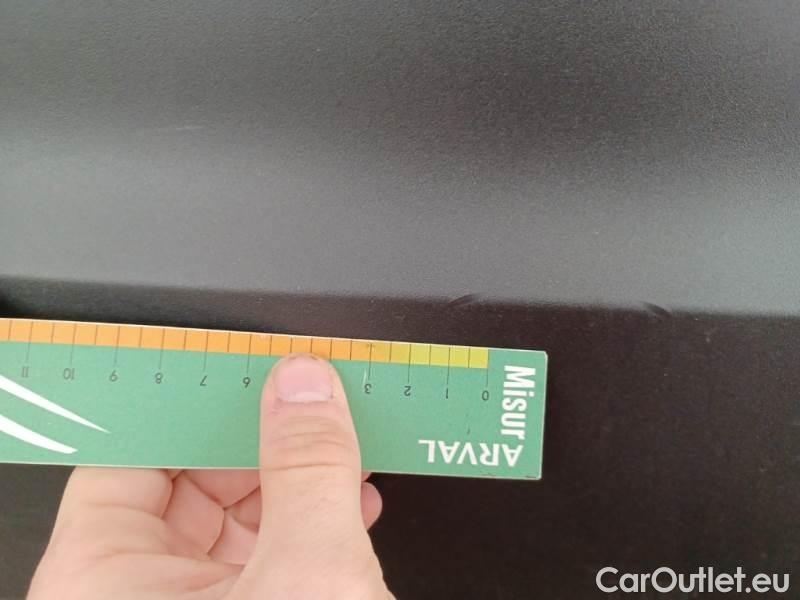 11 10 9 8 7 6 3 2 1 0
Misur
ARVAL
CarOutlet.eu